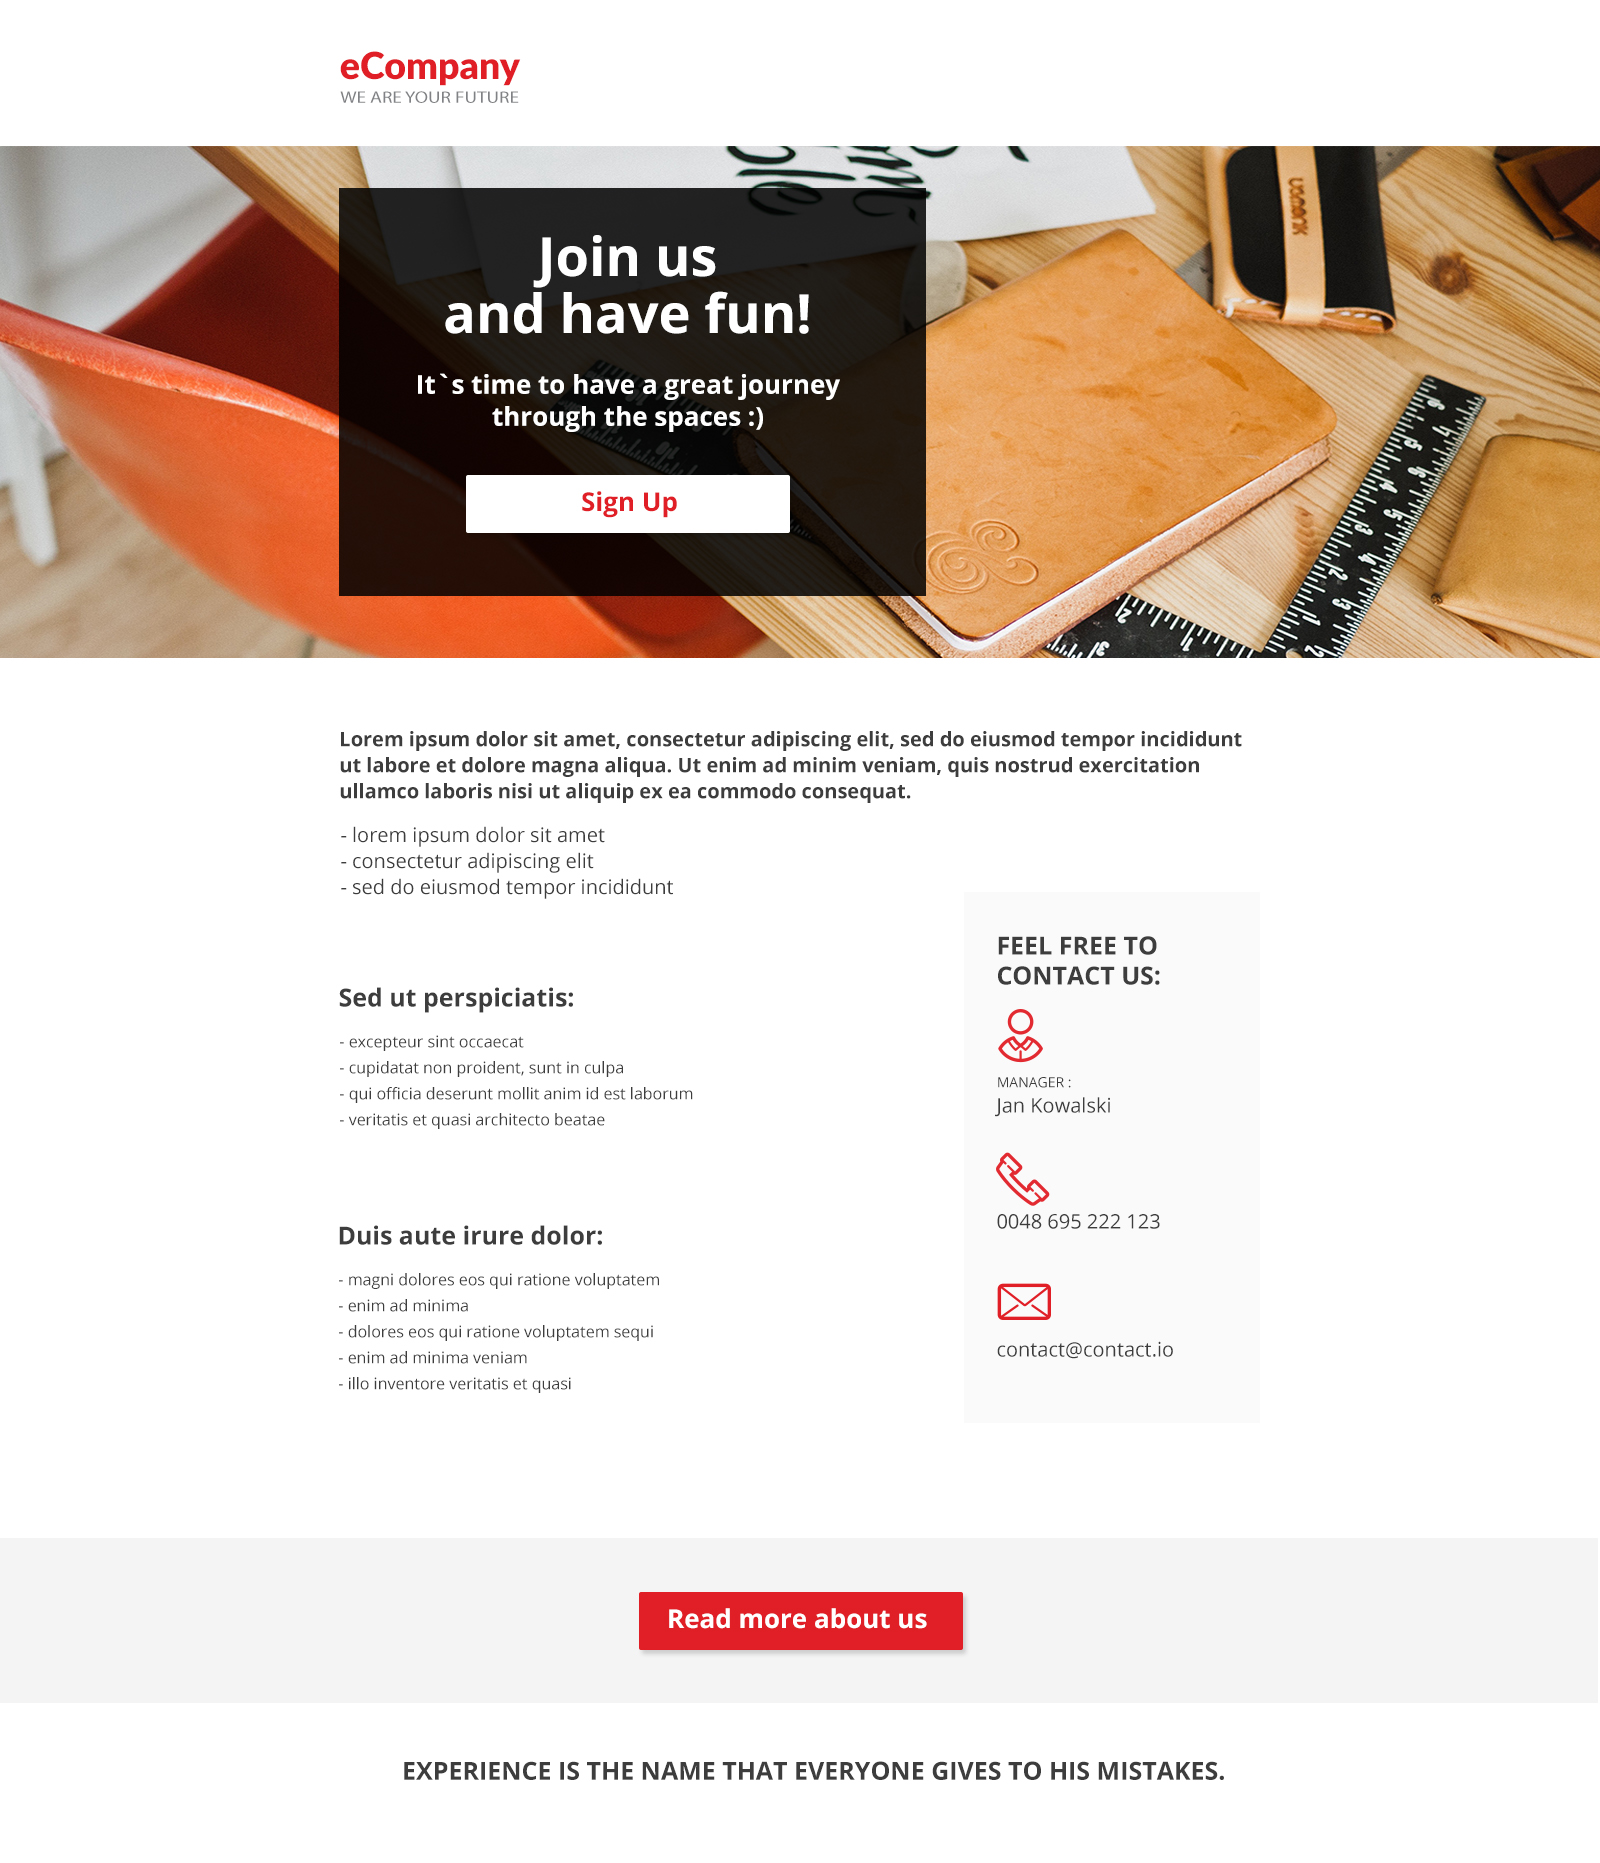 eCompany
WE ARE YOUR FUTURE
Join us
and have fun!
It`s time to have a great journey
through the spaces :)
Sign Up
Lorem ipsum dolor sit amet, consectetur adipiscing elit, sed do eiusmod tempor incididunt
ut labore et dolore magna aliqua. Ut enim ad minim veniam, quis nostrud exercitation
ullamco laboris nisi ut aliquip ex ea commodo consequat.
- lorem ipsum dolor sit amet
- consectetur adipiscing elit
- sed do eiusmod tempor incididunt
Sed ut perspiciatis:
- excepteur sint occaecat
- cupidatat non proident, sunt in culpa
- qui officia deserunt mollit anim id est laborum
- veritatis et quasi architecto beatae
Duis aute irure dolor:
- magni dolores eos qui ratione voluptatem
- enim ad minima
- dolores eos qui ratione voluptatem sequi
- enim ad minima veniam
- illo inventore veritatis et quasi
FEEL FREE TO
CONTACT US:
MANAGER :
Jan Kowalski
0048 695 222 123
contact@contact.io
Read more about us
EXPERIENCE IS THE NAME THAT EVERYONE GIVES TO HIS MISTAKES.